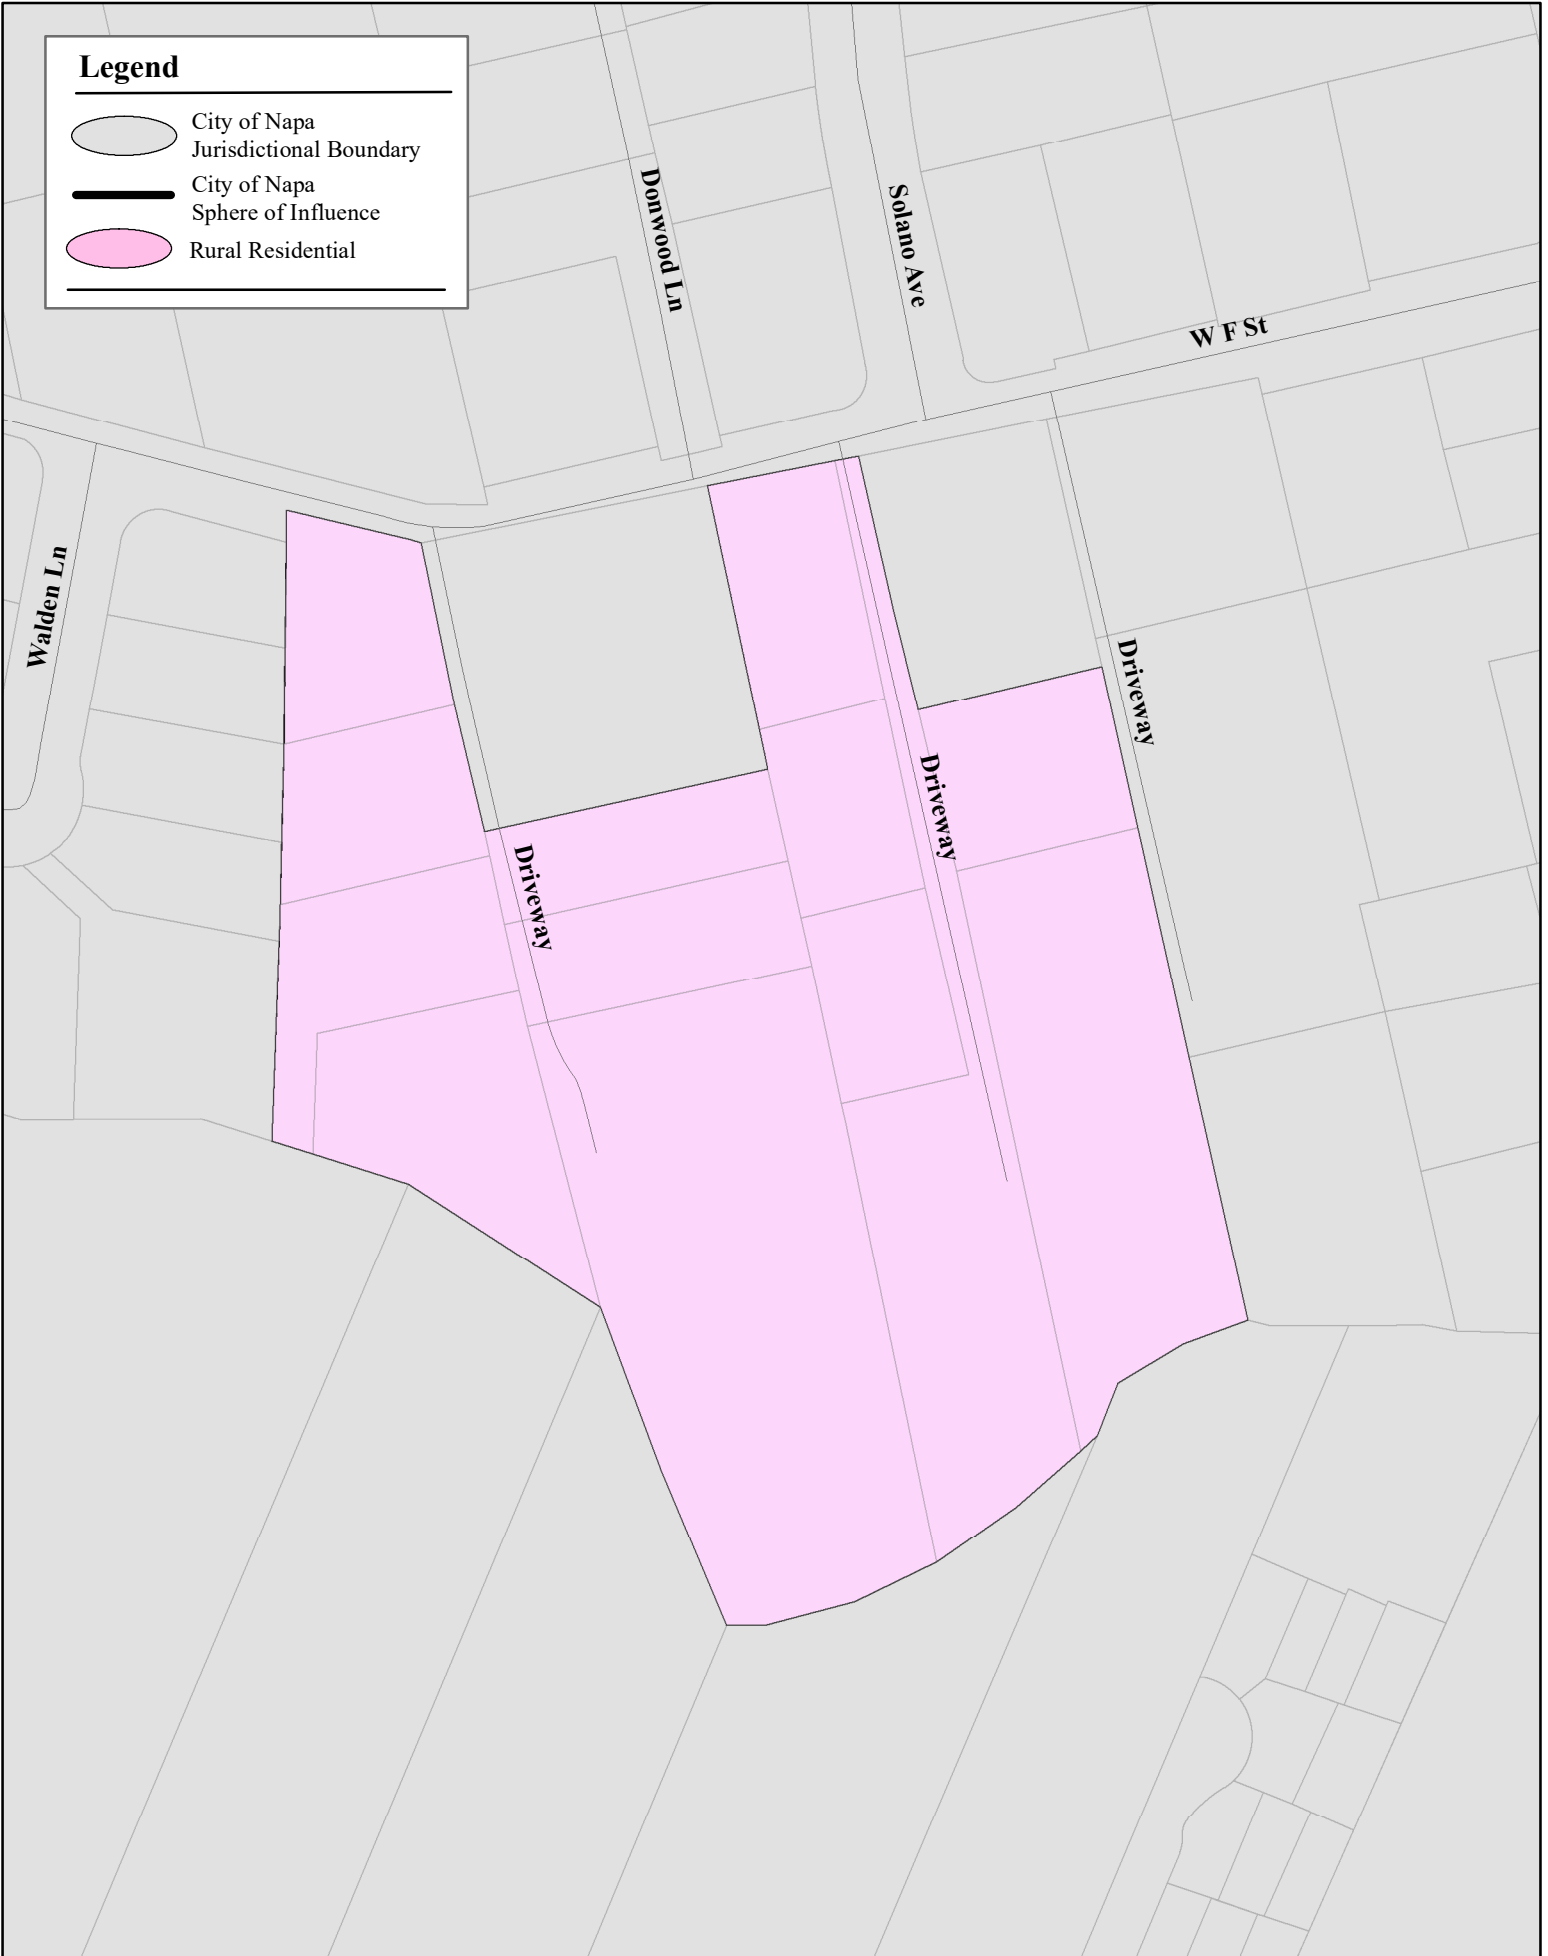 Legend
City of Napa
Jurisdictional Boundary
City of Napa
Sphere of Influence
Rural Residential
Donwood Ln
Solano Ave
W F St
Walden Ln
Driveway
Driveway
Driveway